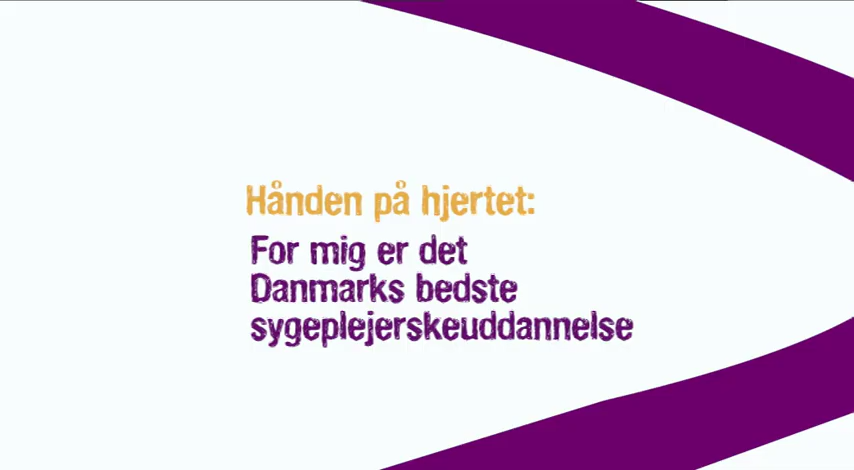 Hånden på hjertet:
For mig er det
Danmarks bedste
sygeplejerskeuddannelse